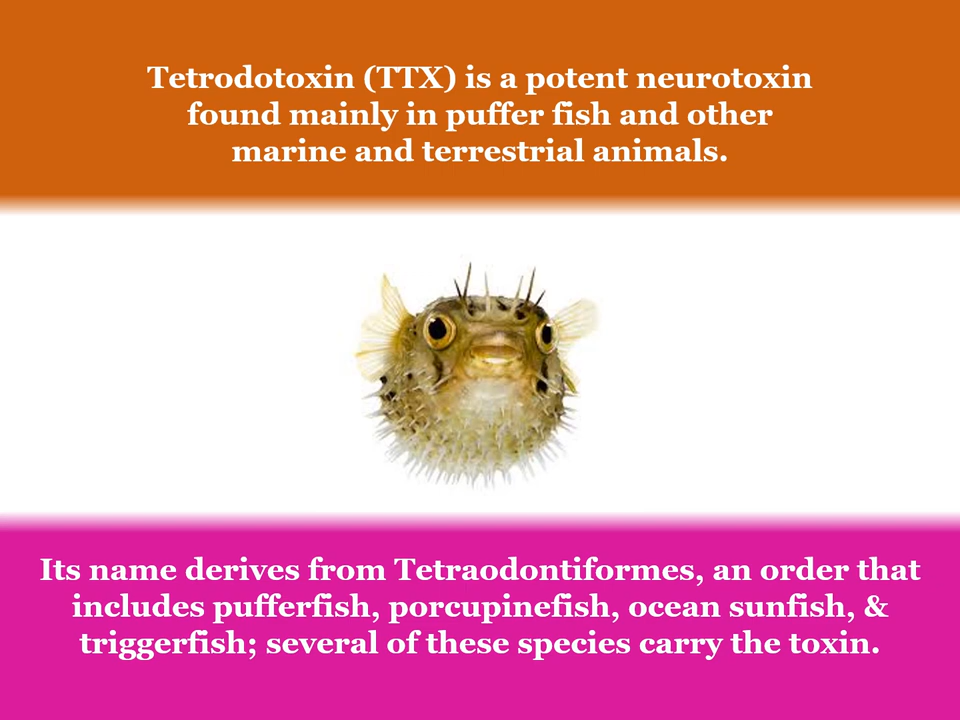 Tetrodotoxin (TTX) is a potent neurotoxin
found mainly in puffer fish and other
marine and terrestrial animals.
Its name derives from Tetraodontiformes, an order that
includes pufferfish, porcupinefish, ocean sunfish, &
triggerfish; several of these species carry the toxin.